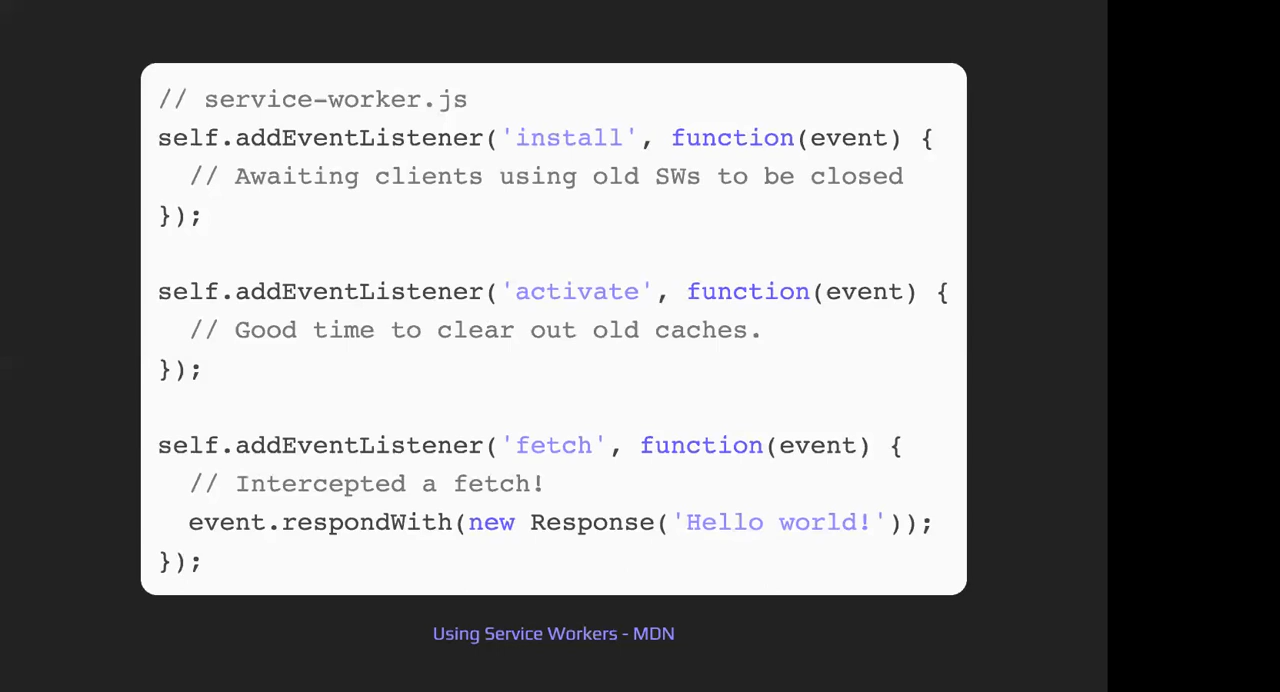 // service-worker.js
self.addEventListener('install', function(event) {
  // Awaiting clients using old SWs to be closed
});

self.addEventListener('activate', function(event) {
  // Good time to clear out old caches.
});

self.addEventListener('fetch', function(event) {
  // Intercepted a fetch!
  event.respondWith(new Response('Hello world!'));
});
Using Service Workers - MDN